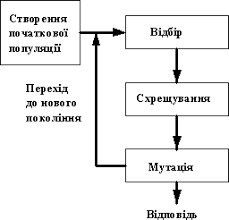 Створення
початкової
популяції
Відбір
Перехід
до нового
покоління
Схрещування
Мутація
Відповідь